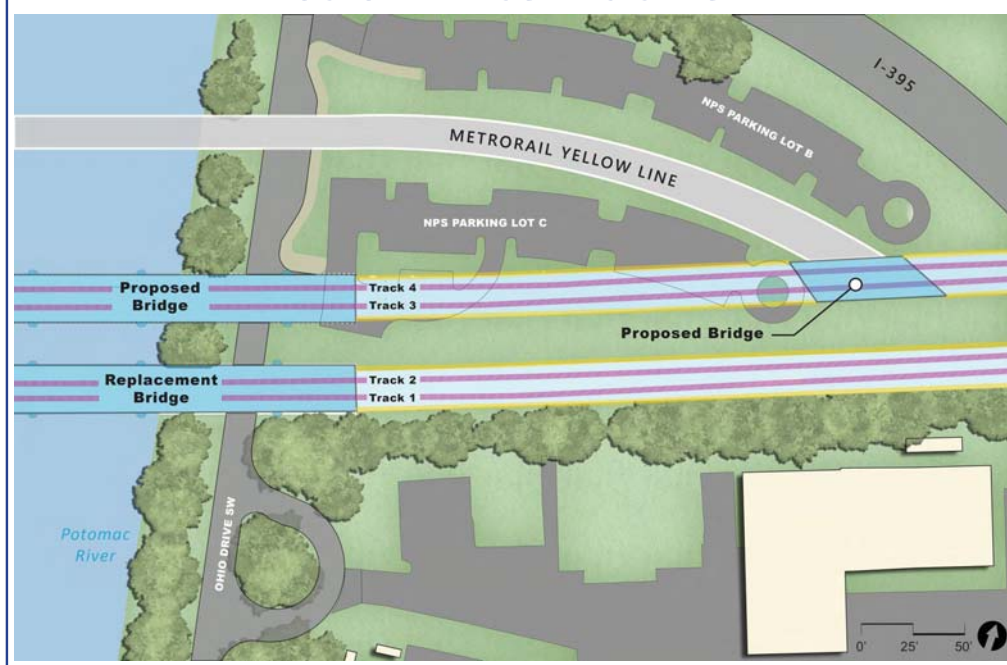 I-395
NPS PARKING LOT B
METRORAIL YELLOW LINE
NPS PARKING LOT C
Proposed
Bridge
Track 4
Track 3
Proposed Bridge
Replacement
Bridge
Track 2
Track 1
Potomac
River
OHIO DRIVE SW
0' 25' 50'